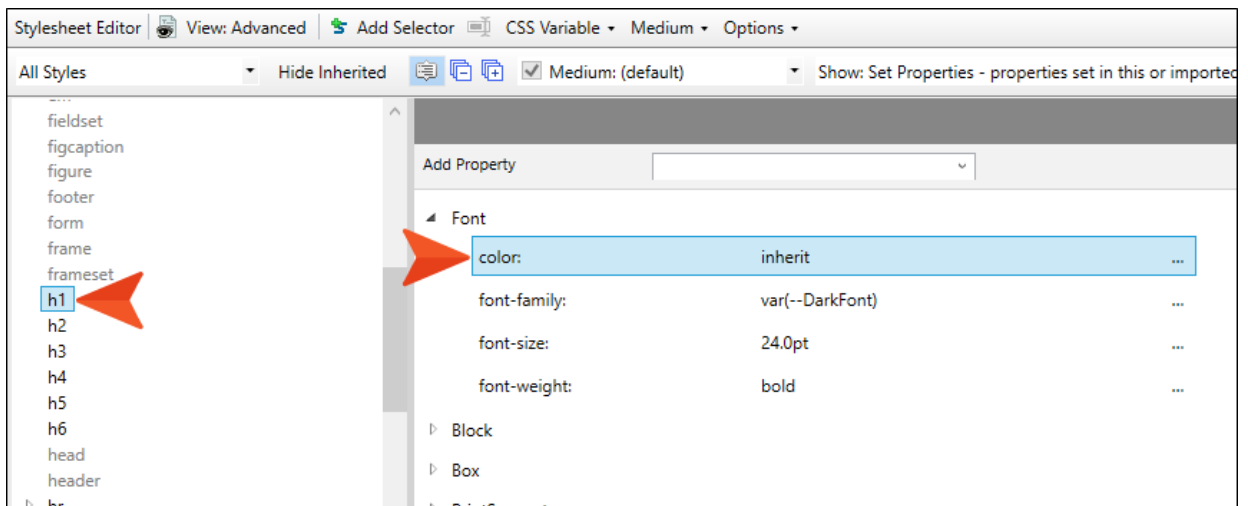 Stylesheet Editor View: Advanced Add Selector CSS Variable Medium Options
All Styles Hide Inherited Medium: (default) Show: Set Properties - properties set in this or imported
fieldset
figcaption
figure
footer
form
frame
frameset
h1
h2
h3
h4
h5
h6
head
header
hr
Add Property
Font
color: inherit ...
font-family: var(--DarkFont) ...
font-size: 24.0pt ...
font-weight: bold ...
Block
Box